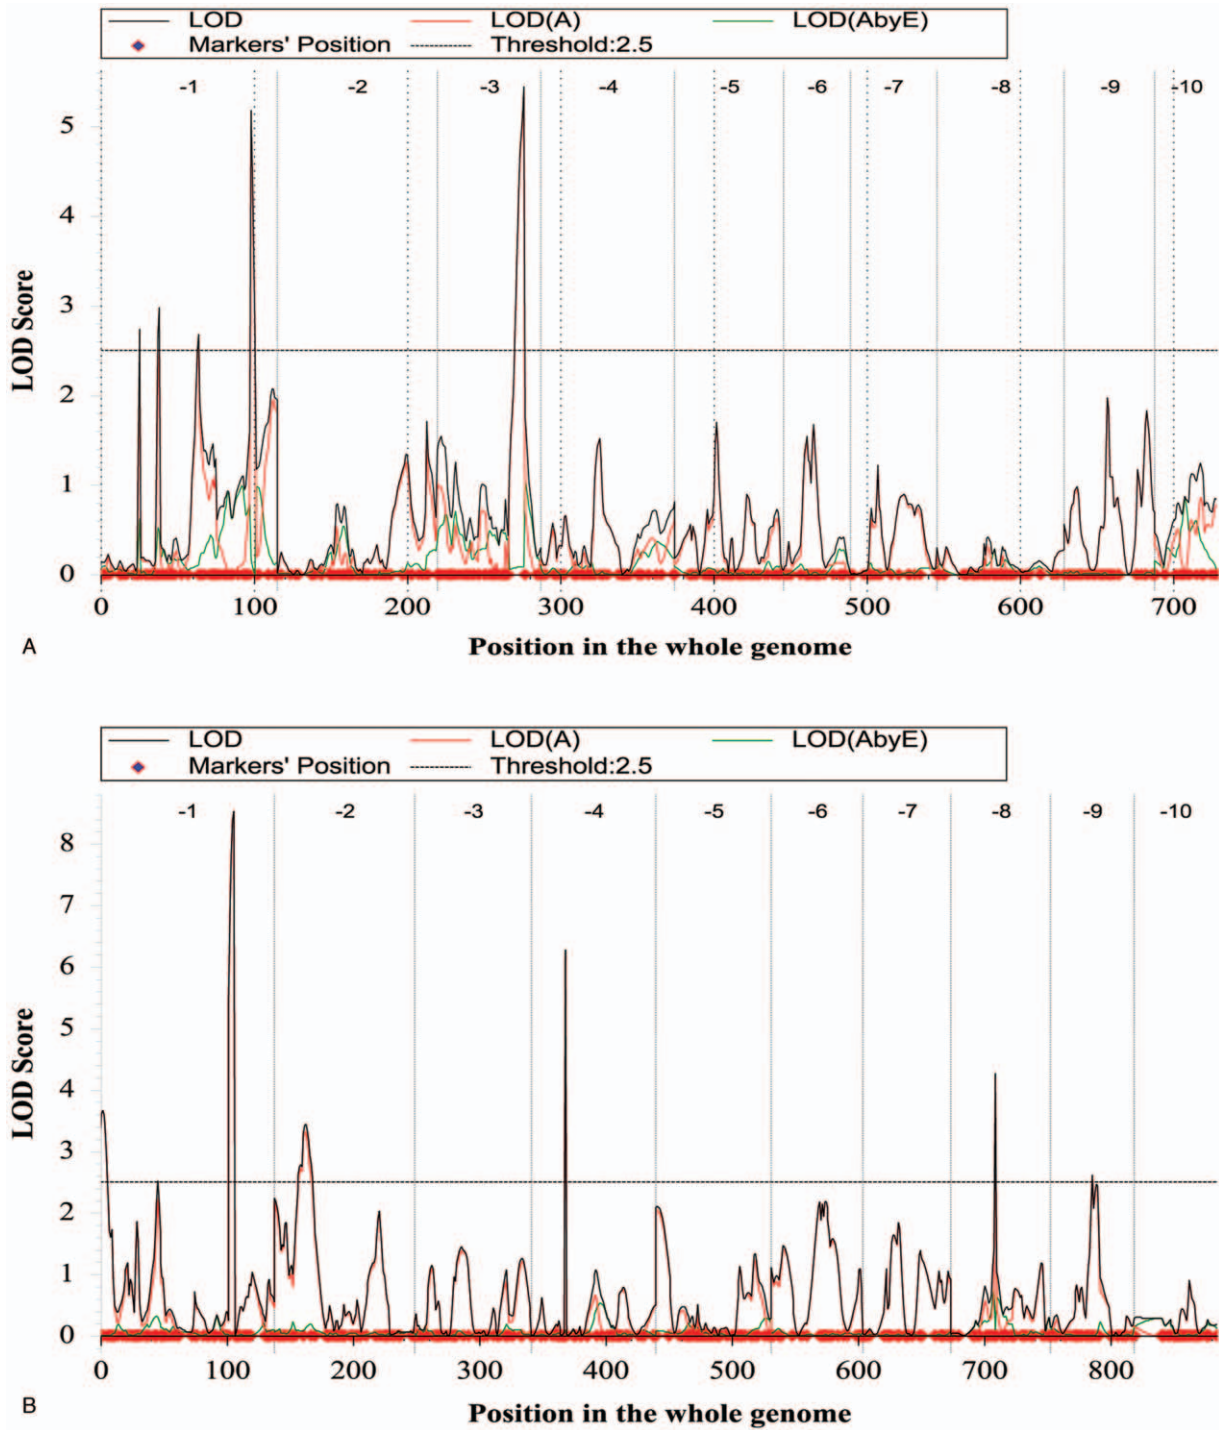 LOD LOD(A) LOD(AbyE)
Markers' Position Threshold:2.5
-1 -2 -3 -4 -5 -6 -7 -8 -9 -10
5
4
3
2
1
0
LOD Score
0 100 200 300 400 500 600 700
Position in the whole genome
A
LOD LOD(A) LOD(AbyE)
Markers' Position Threshold:2.5
-1 -2 -3 -4 -5 -6 -7 -8 -9 -10
8
7
6
5
4
3
2
1
0
LOD Score
0 100 200 300 400 500 600 700 800
Position in the whole genome
B